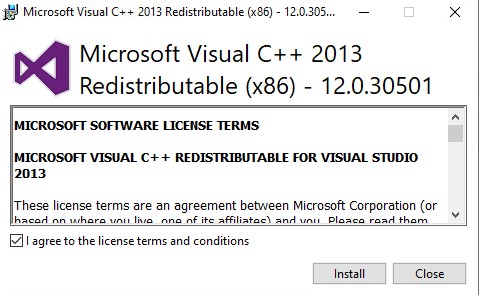 Microsoft Visual C++ 2013 Redistributable (x86) - 12.0.305...
Microsoft Visual C++ 2013
Redistributable (x86) - 12.0.30501
MICROSOFT SOFTWARE LICENSE TERMS
MICROSOFT VISUAL C++ REDISTRIBUTABLE FOR VISUAL STUDIO
2013
These license terms are an agreement between Microsoft Corporation (or
based on where you live, one of its affiliates) and you. Please read them.
I agree to the license terms and conditions
Install
Close